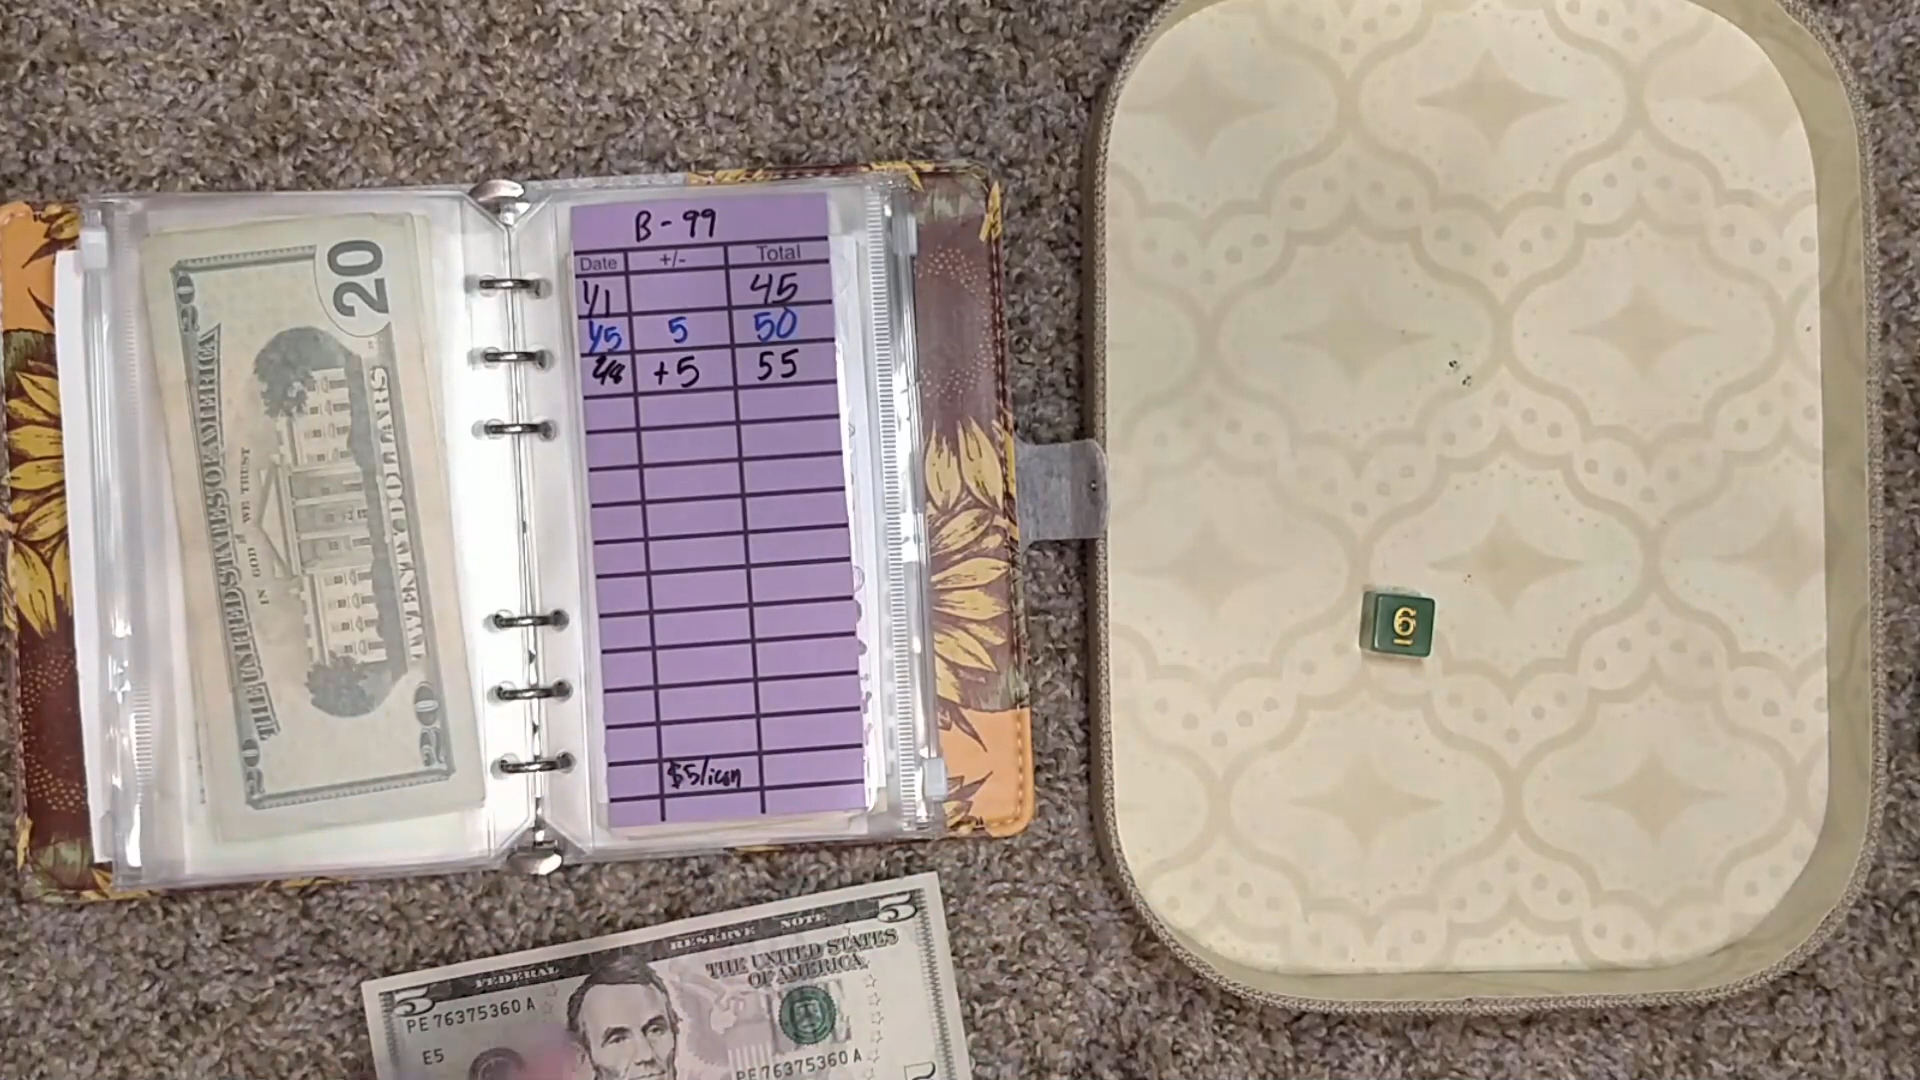 B-99
Date +/- Total
1/1 45
1/5 5 50
+5 55
$5/icon
20
THE UNITED STATES OF AMERICA
IN GOD WE TRUST
TWENTY DOLLARS
20
20
6
5
FEDERAL RESERVE NOTE
5
THE UNITED STATES
OF AMERICA
PE 76375360 A
E5
PE 76375360 A